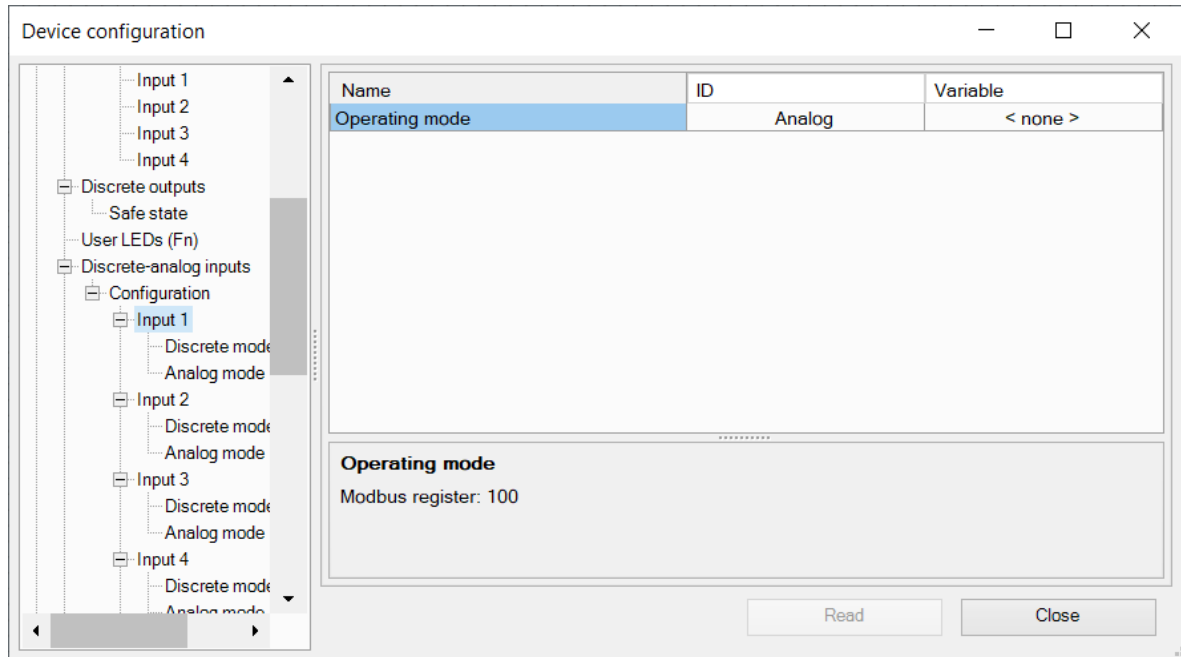 Device configuration
Input 1
Input 2
Input 3
Input 4
Discrete outputs
Safe state
User LEDs (Fn)
Discrete-analog inputs
Configuration
Input 1
Discrete mode
Analog mode
Input 2
Discrete mode
Analog mode
Input 3
Discrete mode
Analog mode
Input 4
Discrete mode
Analog mode
Name ID Variable
Operating mode Analog < none >
Operating mode
Modbus register: 100
Read Close